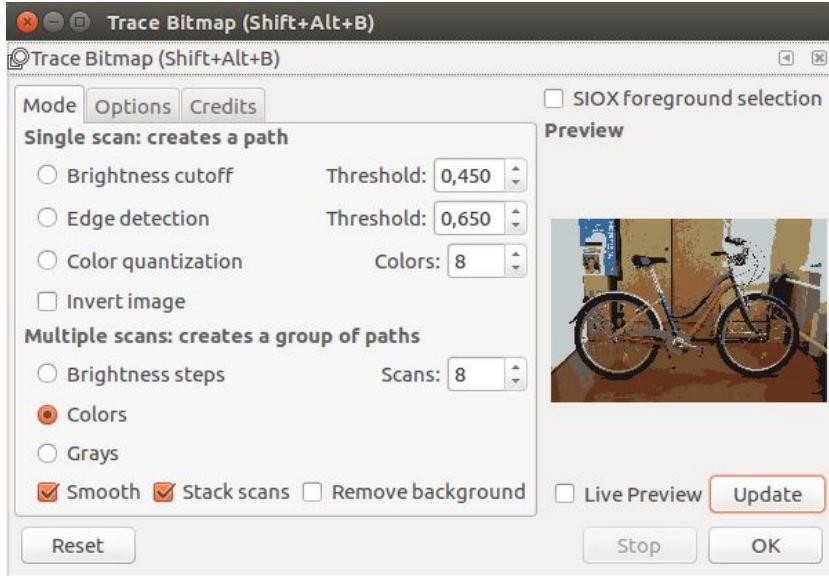 Trace Bitmap (Shift+Alt+B)
Trace Bitmap (Shift+Alt+B)
Mode Options Credits
SIOX foreground selection
Single scan: creates a path
Preview
Brightness cutoff Threshold: 0,450
Edge detection Threshold: 0,650
Color quantization Colors: 8
Invert image
Multiple scans: creates a group of paths
Brightness steps Scans: 8
Colors
Grays
Smooth Stack scans Remove background
Live Preview Update
Reset Stop OK